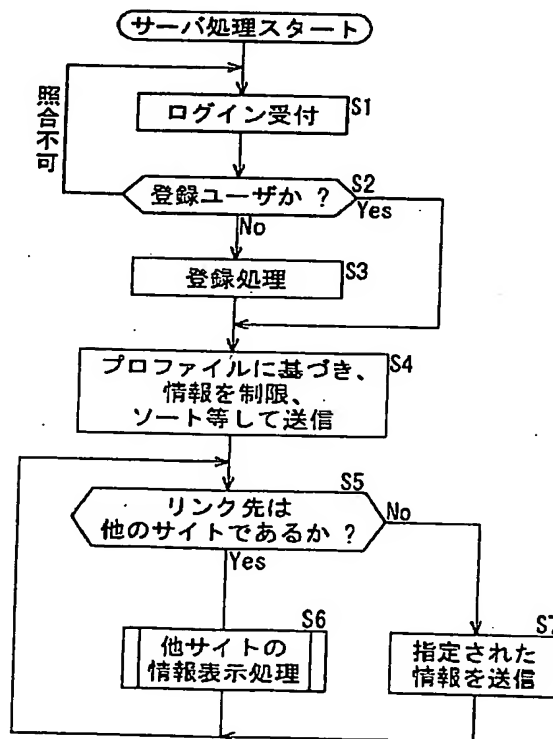 サーバ処理スタート
照合不可
ログイン受付
S1
登録ユーザか ?
S2
Yes
No
登録処理
S3
プロファイルに基づき、
情報を制限、
ソート等して送信
S4
リンク先は
他のサイトであるか ?
S5
No
Yes
他サイトの
情報表示処理
S6
指定された
情報を送信
S7